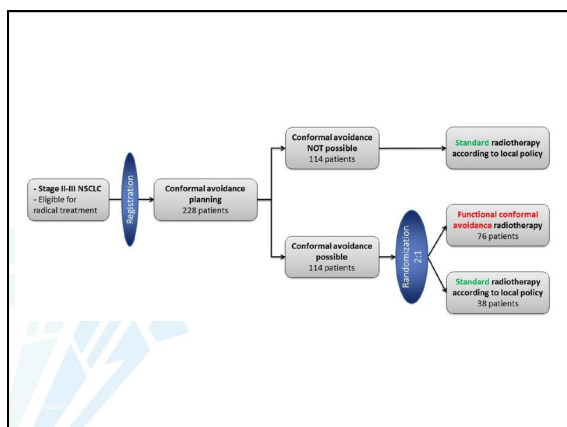 - Stage II-III NSCLC
- Eligible for
radical treatment
Registration
Conformal avoidance
planning
228 patients
Conformal avoidance
NOT possible
114 patients
Standard radiotherapy
according to local policy
Conformal avoidance
possible
114 patients
Randomization
2:1
Functional conformal
avoidance radiotherapy
76 patients
Standard radiotherapy
according to local policy
38 patients